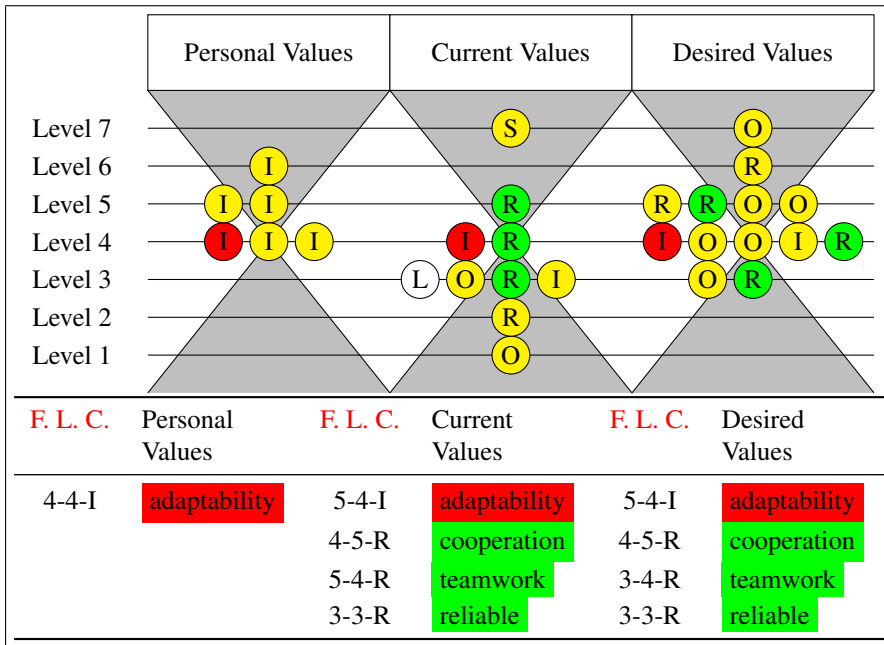 Personal Values Current Values Desired Values
Level 7 S O
Level 6 I R
Level 5 I I R R R O O
Level 4 I I I I R I O O I R
Level 3 L O R I O R
Level 2 R
Level 1 O
F. L. C. Personal Values F. L. C. Current Values F. L. C. Desired Values
4-4-I adaptability 5-4-I adaptability 5-4-I adaptability
4-5-R cooperation 4-5-R cooperation
5-4-R teamwork 3-4-R teamwork
3-3-R reliable 3-3-R reliable